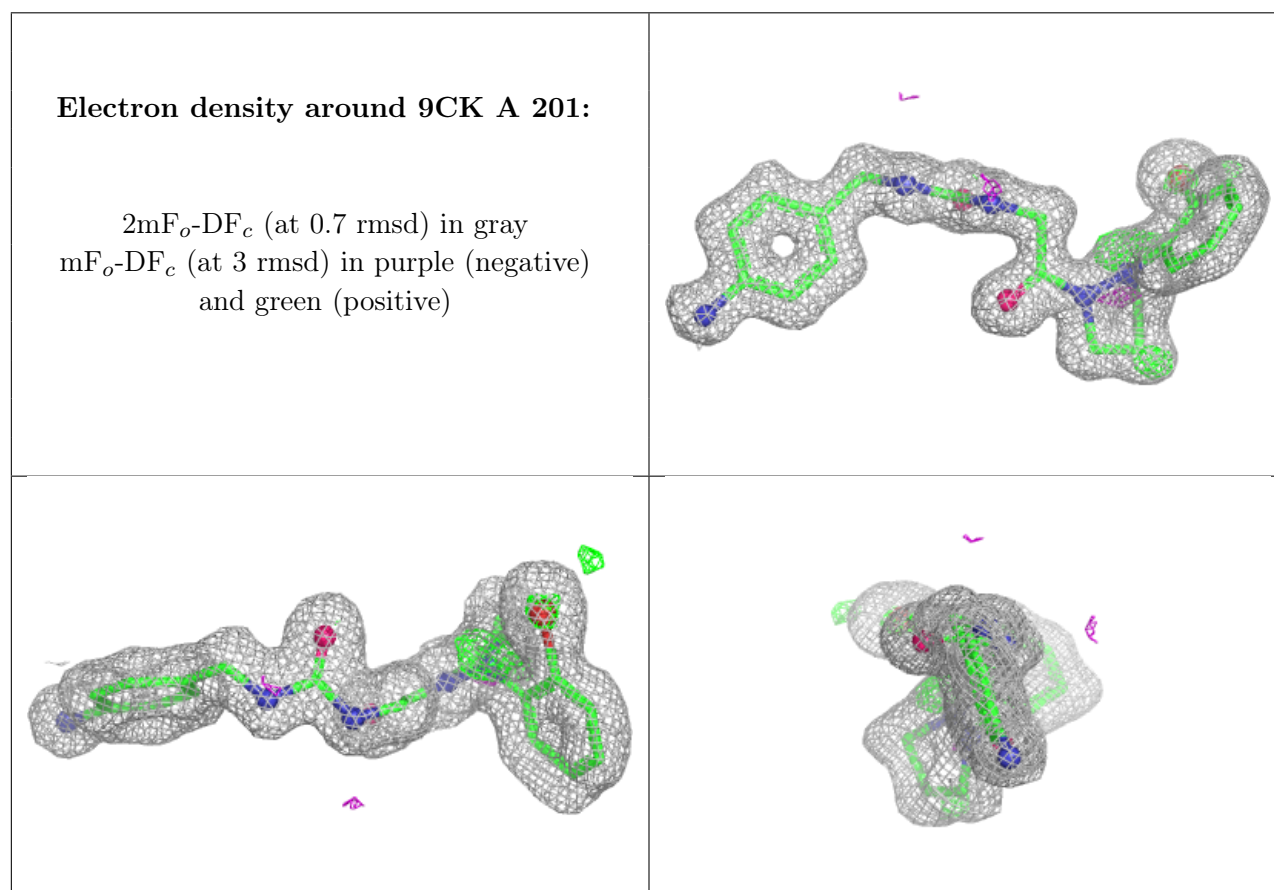 Electron density around 9CK A 201:
2mFo-DFc (at 0.7 rmsd) in gray
mFo-DFc (at 3 rmsd) in purple (negative)
and green (positive)